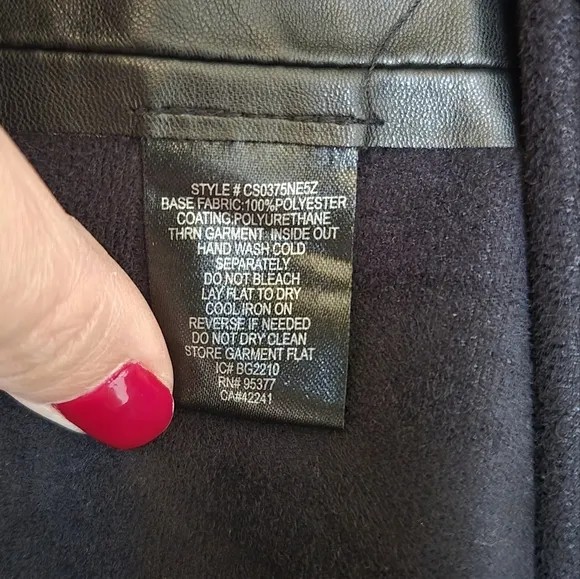 STYLE # CS0375NE5Z
BASE FABRIC:100%POLYESTER
COATING:POLYURETHANE
THRN GARMENT INSIDE OUT
HAND WASH COLD
SEPARATELY
DO NOT BLEACH
LAY FLAT TO DRY
COOL IRON ON
REVERSE IF NEEDED
DO NOT DRY CLEAN
STORE GARMENT FLAT
IC# BG2210
RN# 95377
CA#42241